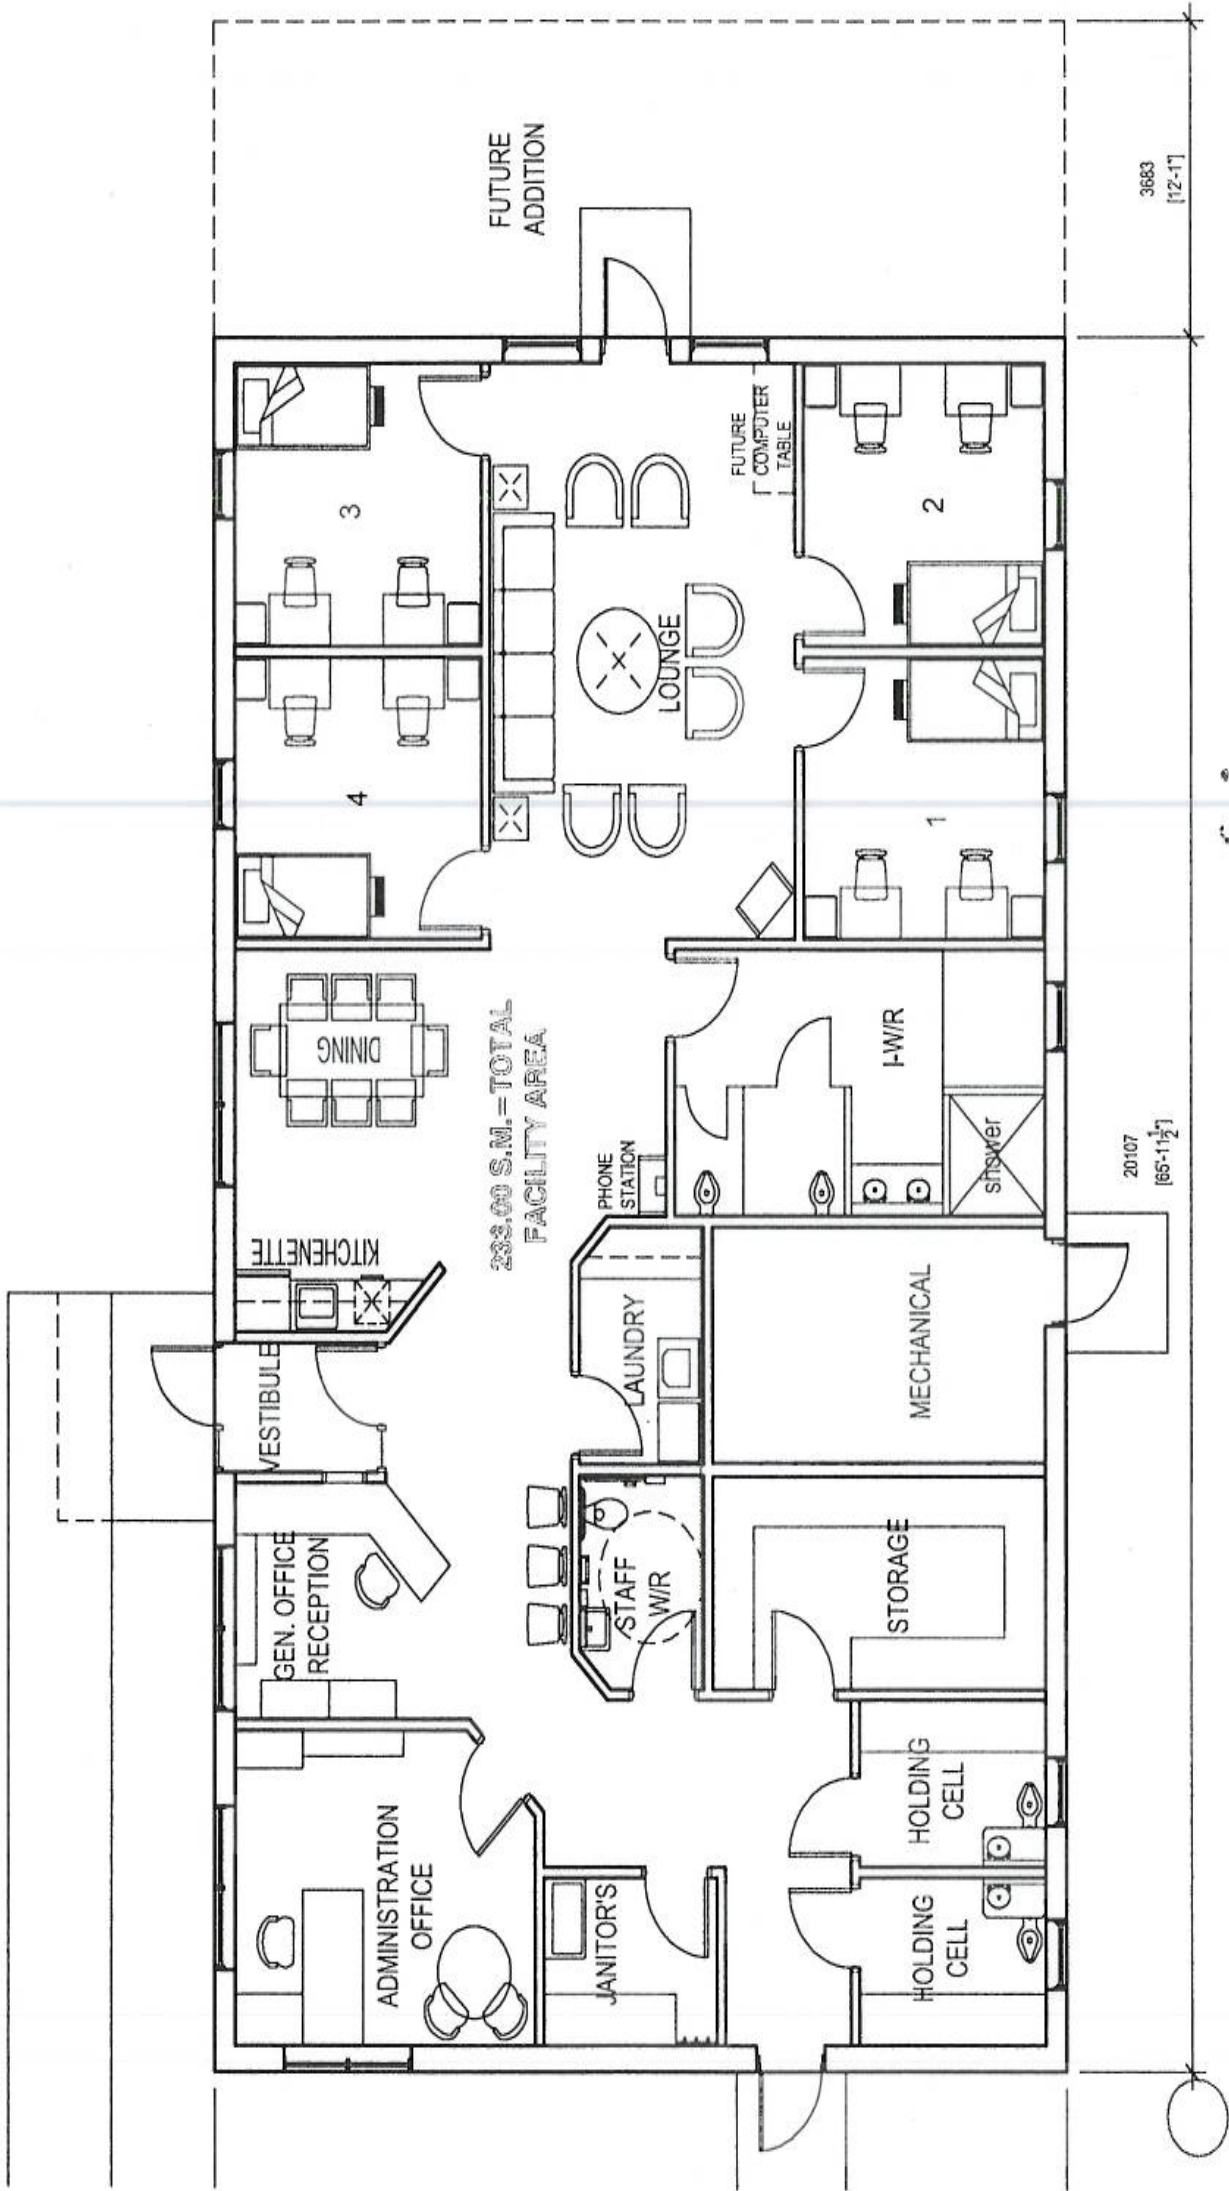 FUTURE
ADDITION
3683
[12'-1"]
3
4
FUTURE
COMPUTER
TABLE
2
LOUNGE
1
DINING
233.00 S.M.=TOTAL
FACILITY AREA
I-W/R
shower
20107
[65'-11½"]
PHONE
STATION
KITCHENETTE
VESTIBULE
LAUNDRY
MECHANICAL
GEN. OFFICE
RECEPTION
STAFF
W/R
STORAGE
ADMINISTRATION
OFFICE
HOLDING
CELL
JANITOR'S
HOLDING
CELL